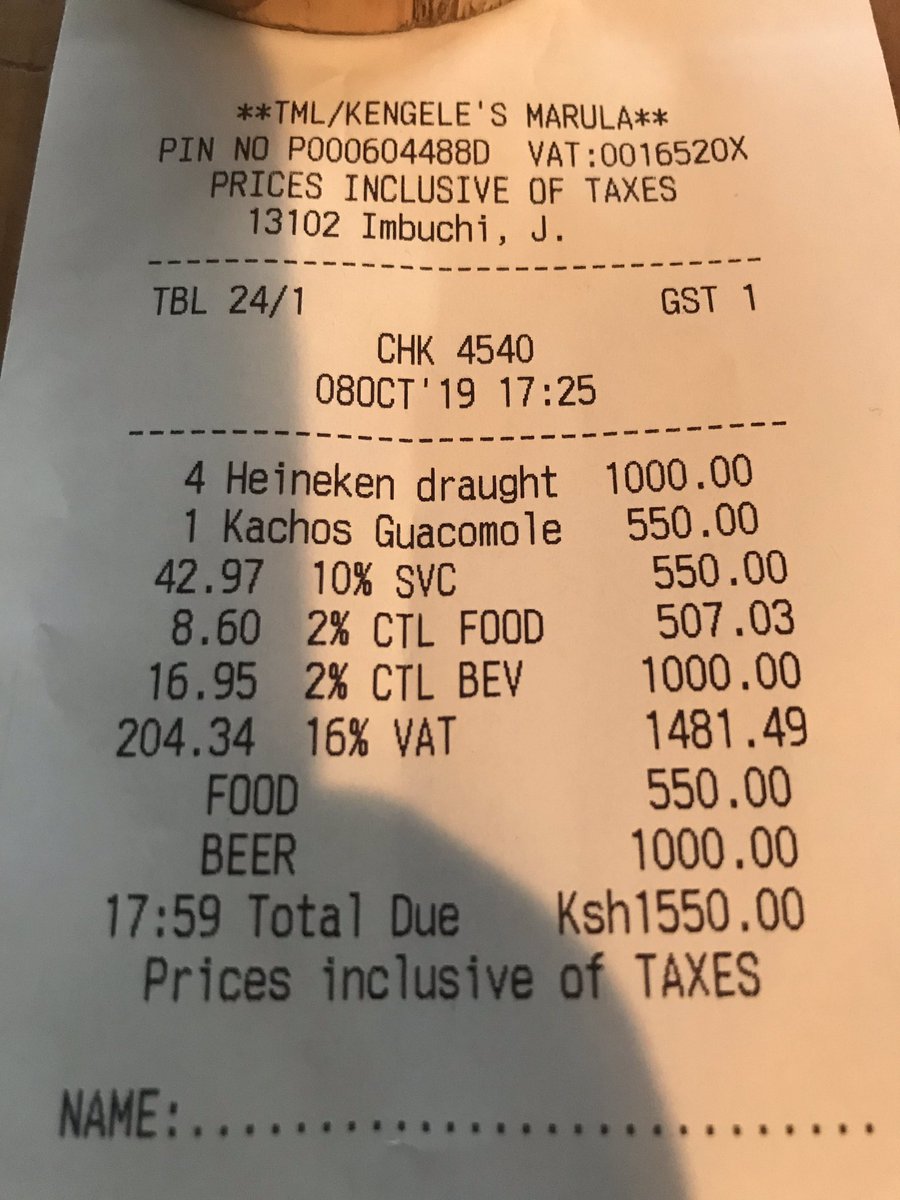 **TML/KENGELE'S MARULA**
PIN NO P000604488D VAT:0016520X
PRICES INCLUSIVE OF TAXES
13102 Imbuchi, J.
--------------------------------
TBL 24/1 GST 1
CHK 4540
08OCT'19 17:25
--------------------------------
4 Heineken draught 1000.00
1 Kachos Guacomole 550.00
42.97 10% SVC 550.00
8.60 2% CTL FOOD 507.03
16.95 2% CTL BEV 1000.00
204.34 16% VAT 1481.49
FOOD 550.00
BEER 1000.00
17:59 Total Due Ksh1550.00
Prices inclusive of TAXES
NAME:................................